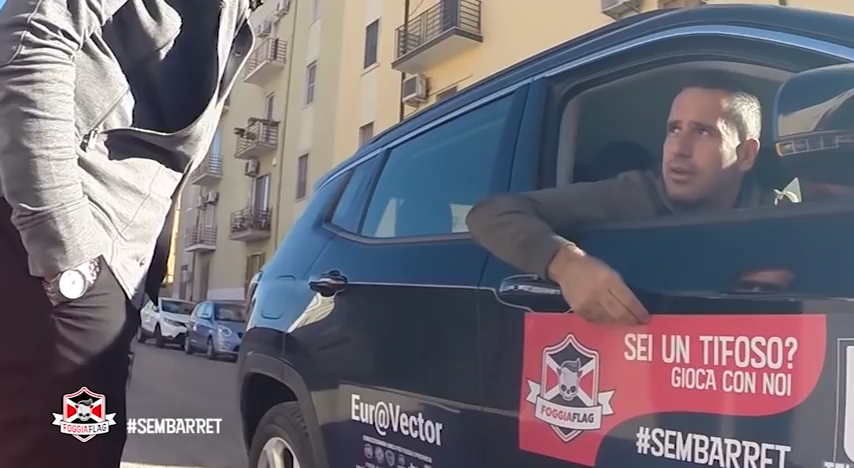 SEI UN TIFOSO?
GIOCA CON NOI
FOGGIAFLAG
#SEMBARRET
Eur@Vector
FOGGIAFLAG
#SEMBARRET